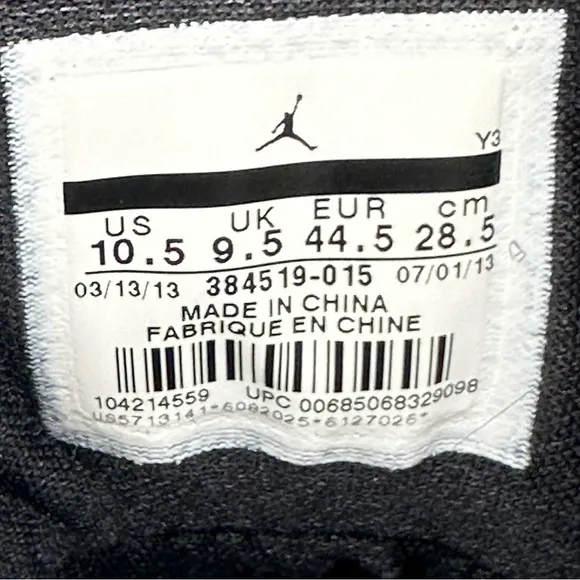 Y3
US UK EUR cm
10.5 9.5 44.5 28.5
03/13/13 384519-015 07/01/13
MADE IN CHINA
FABRIQUE EN CHINE
104214559 UPC 00685068329098